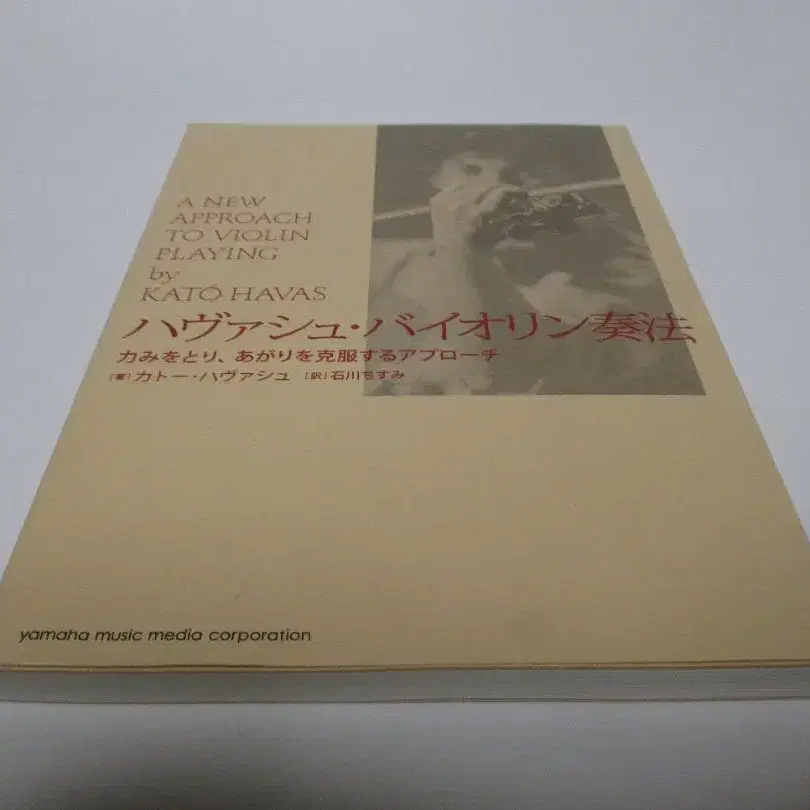 A NEW
APPROACH
TO VIOLIN
PLAYING
by
KATÓ HAVAS
ハヴァシュ・バイオリン奏法
力みをとり、あがりを克服するアプローチ
[著] カトー・ハヴァシュ [訳] 石川ちすみ
yamaha music media corporation